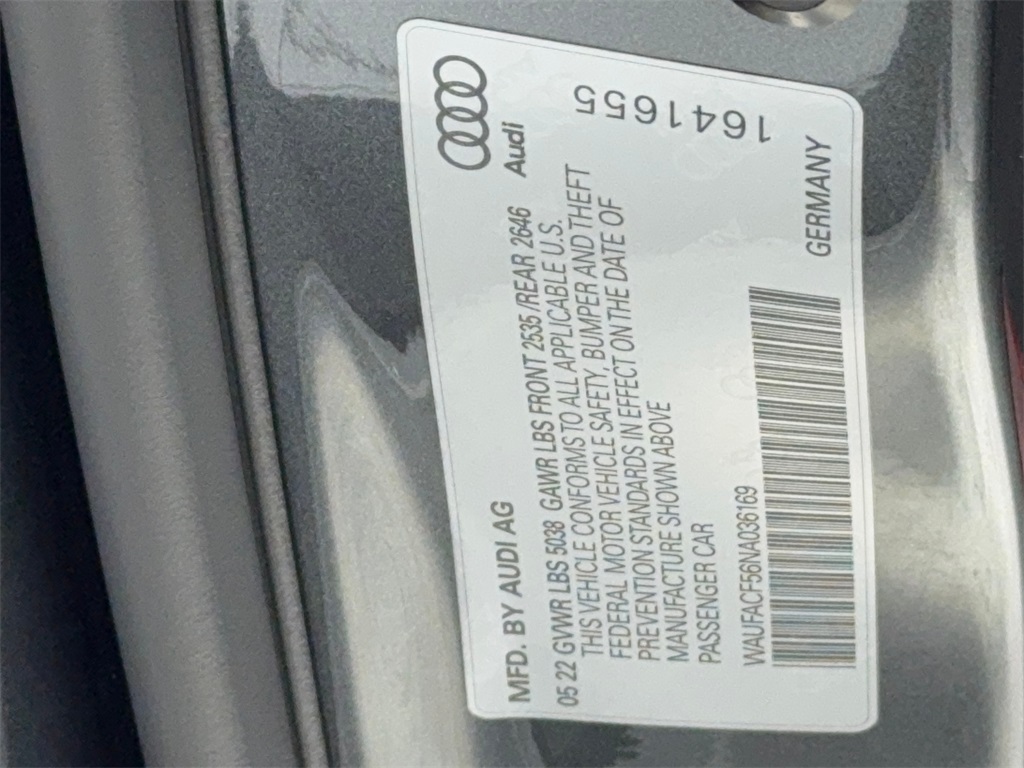 MFD. BY AUDI AG
Audi
05 22 GVWR LBS 5038 GAWR LBS FRONT 2535 /REAR 2646
THIS VEHICLE CONFORMS TO ALL APPLICABLE U.S.
FEDERAL MOTOR VEHICLE SAFETY, BUMPER AND THEFT
PREVENTION STANDARDS IN EFFECT ON THE DATE OF
MANUFACTURE SHOWN ABOVE
PASSENGER CAR
1641655
WAUFACF56NA036169
GERMANY